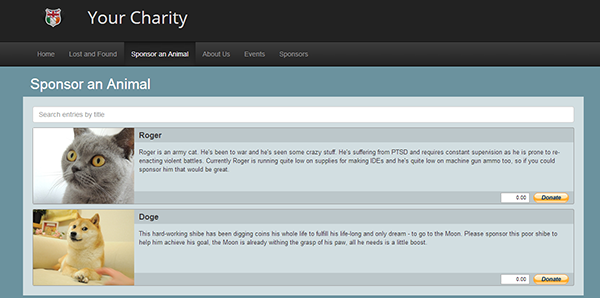 Your Charity
Home Lost and Found Sponsor an Animal About Us Events Sponsors
Sponsor an Animal
Search entries by title
Roger
Roger is an army cat. He's been to war and he's seen some crazy stuff. He's suffering from PTSD and requires constant supervision as he is prone to re-
enacting violent battles. Currently Roger is running quite low on supplies for making IDEs and he's quite low on machine gun ammo too, so if you could
sponsor him that would be great.
0.00 Donate
Doge
This hard-working shibe has been digging coins his whole life to fulfill his life-long and only dream - to go to the Moon. Please sponsor this poor shibe to
help him achieve his goal, the Moon is already withing the grasp of his paw, all he needs is a little boost.
0.00 Donate